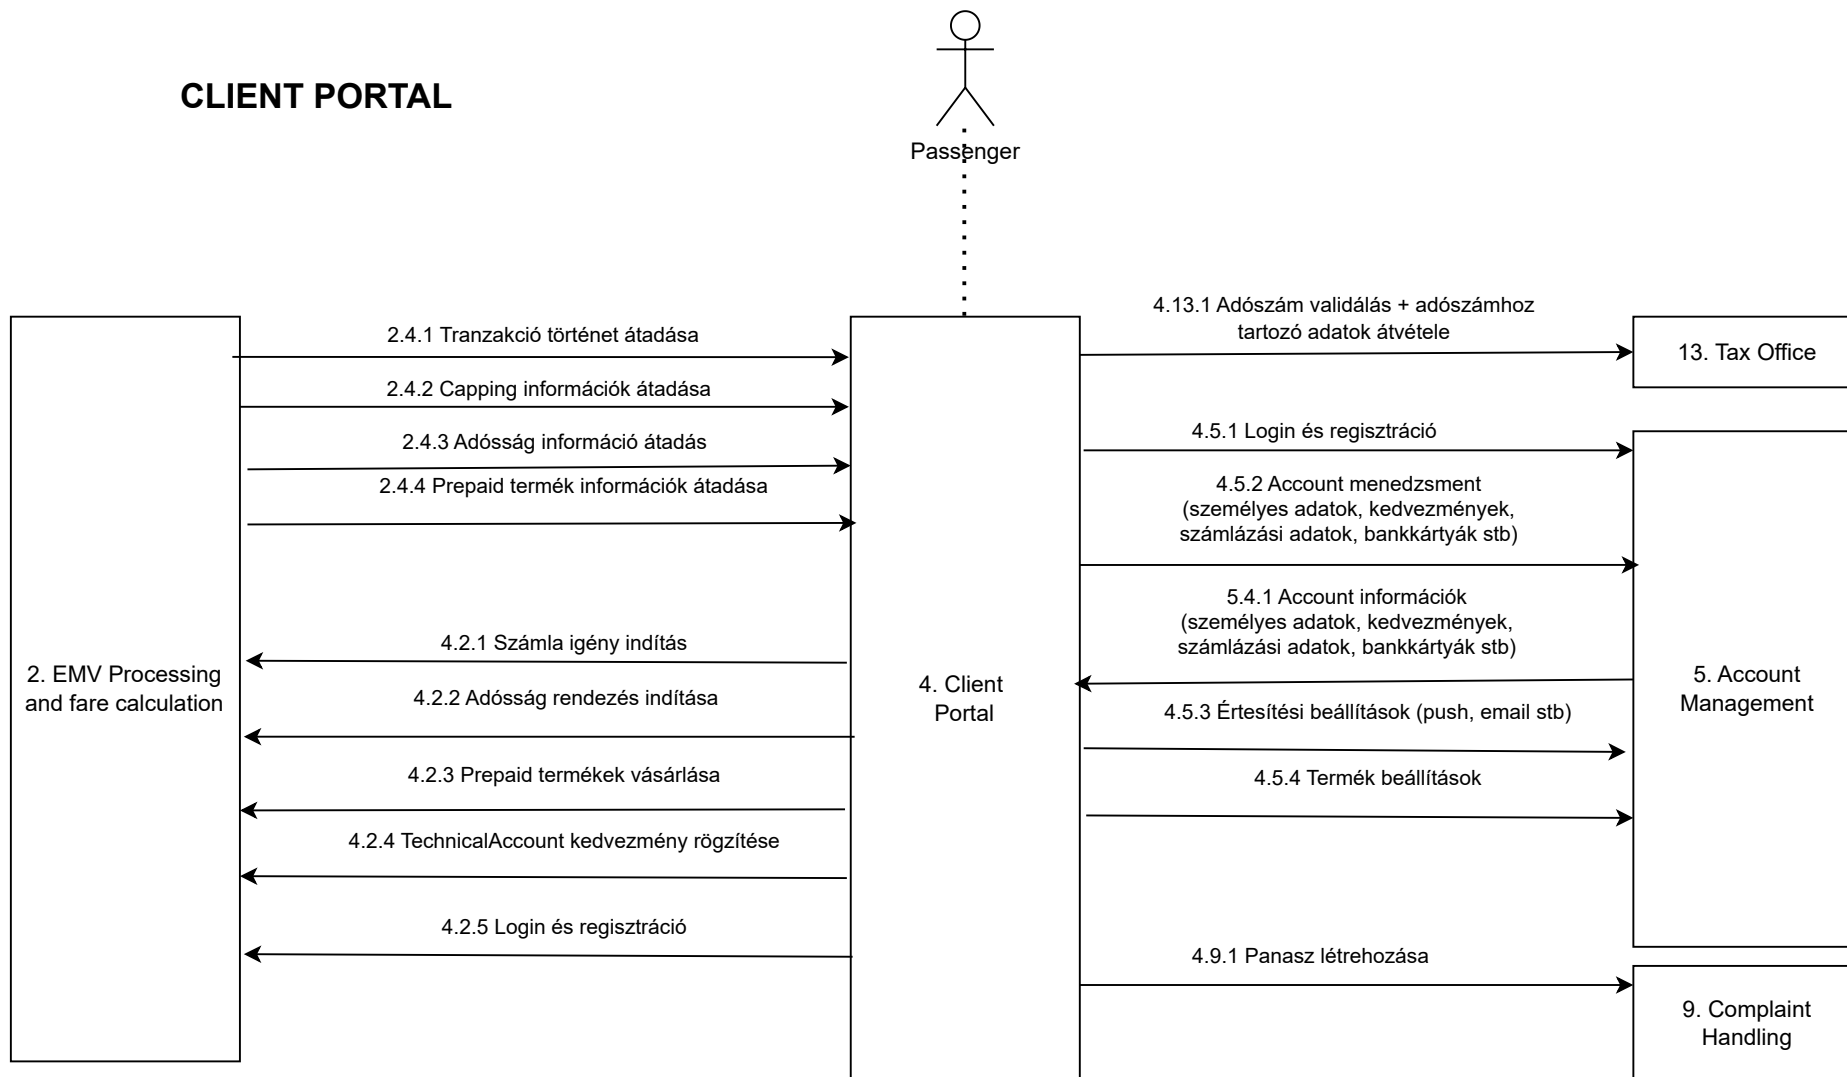 CLIENT PORTAL
Passenger
2. EMV Processing
and fare calculation
2.4.1 Tranzakció történet átadása
2.4.2 Capping információk átadása
2.4.3 Adósság információ átadás
2.4.4 Prepaid termék információk átadása
4.2.1 Számla igény indítás
4.2.2 Adósság rendezés indítása
4.2.3 Prepaid termékek vásárlása
4.2.4 TechnicalAccount kedvezmény rögzítése
4.2.5 Login és regisztráció
4. Client
Portal
4.13.1 Adószám validálás + adószámhoz
tartozó adatok átvétele
4.5.1 Login és regisztráció
4.5.2 Account menedzsment
(személyes adatok, kedvezmények,
számlázási adatok, bankkártyák stb)
5.4.1 Account információk
(személyes adatok, kedvezmények,
számlázási adatok, bankkártyák stb)
4.5.3 Értesítési beállítások (push, email stb)
4.5.4 Termék beállítások
4.9.1 Panasz létrehozása
13. Tax Office
5. Account
Management
9. Complaint
Handling